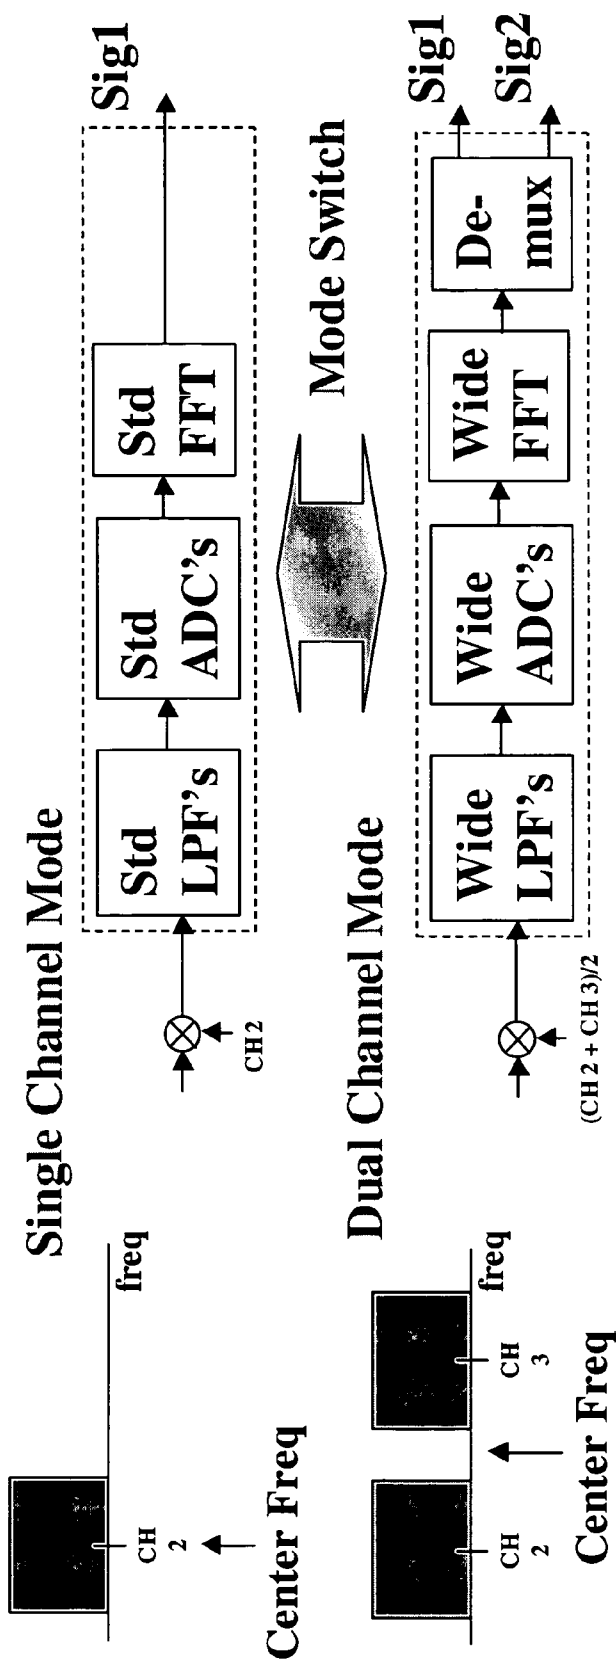 Single Channel Mode
CH
2
freq
Center Freq
CH 2
Std
LPF's
Std
ADC's
Std
FFT
Sig1
Mode Switch
Dual Channel Mode
CH
2
CH
3
freq
Center Freq
(CH 2 + CH 3)/2
Wide
LPF's
Wide
ADC's
Wide
FFT
De-
mux
Sig1
Sig2